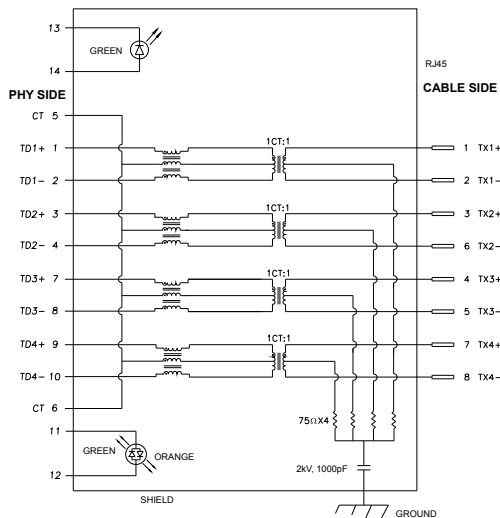 13
GREEN
14
RJ45
PHY SIDE
CABLE SIDE
CT 5
1CT:1
TD1+ 1
1 TX1+
TD1- 2
2 TX1-
1CT:1
TD2+ 3
3 TX2+
TD2- 4
6 TX2-
1CT:1
TD3+ 7
4 TX3+
TD3- 8
5 TX3-
1CT:1
TD4+ 9
7 TX4+
TD4- 10
8 TX4-
CT 6
75ΩX4
11
GREEN
ORANGE
12
2kV, 1000pF
SHIELD
GROUND